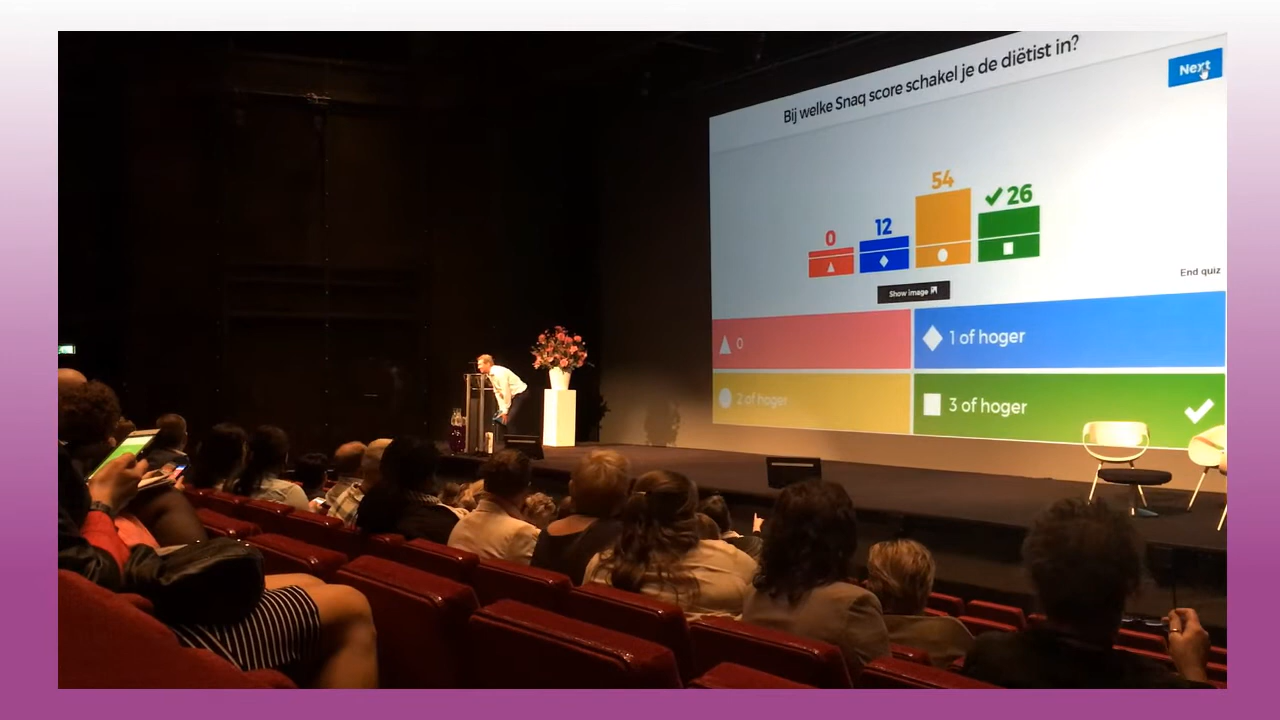 Bij welke Snaq score schakel je de diëtist in?
Next
0
12
54
26
End quiz
Show image
0
1 of hoger
2 of hoger
3 of hoger